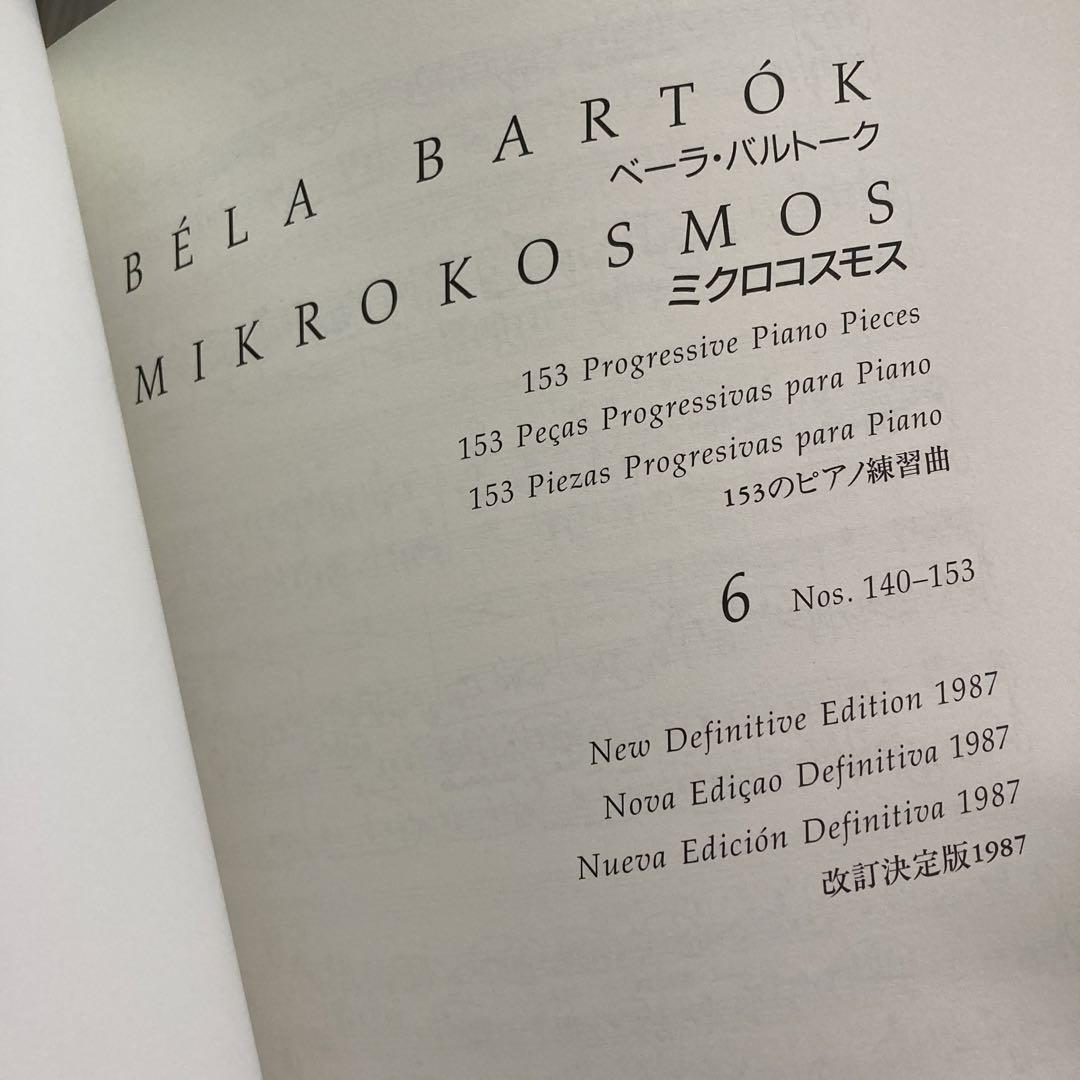 BÉLA BARTÓK
ベーラ・バルトーク
MIKROKOSMOS
ミクロコスモス
153 Progressive Piano Pieces
153 Peças Progressivas para Piano
153 Piezas Progresivas para Piano
153のピアノ練習曲
6 Nos. 140–153
New Definitive Edition 1987
Nova Ediçao Definitiva 1987
Nueva Edición Definitiva 1987
改訂決定版1987